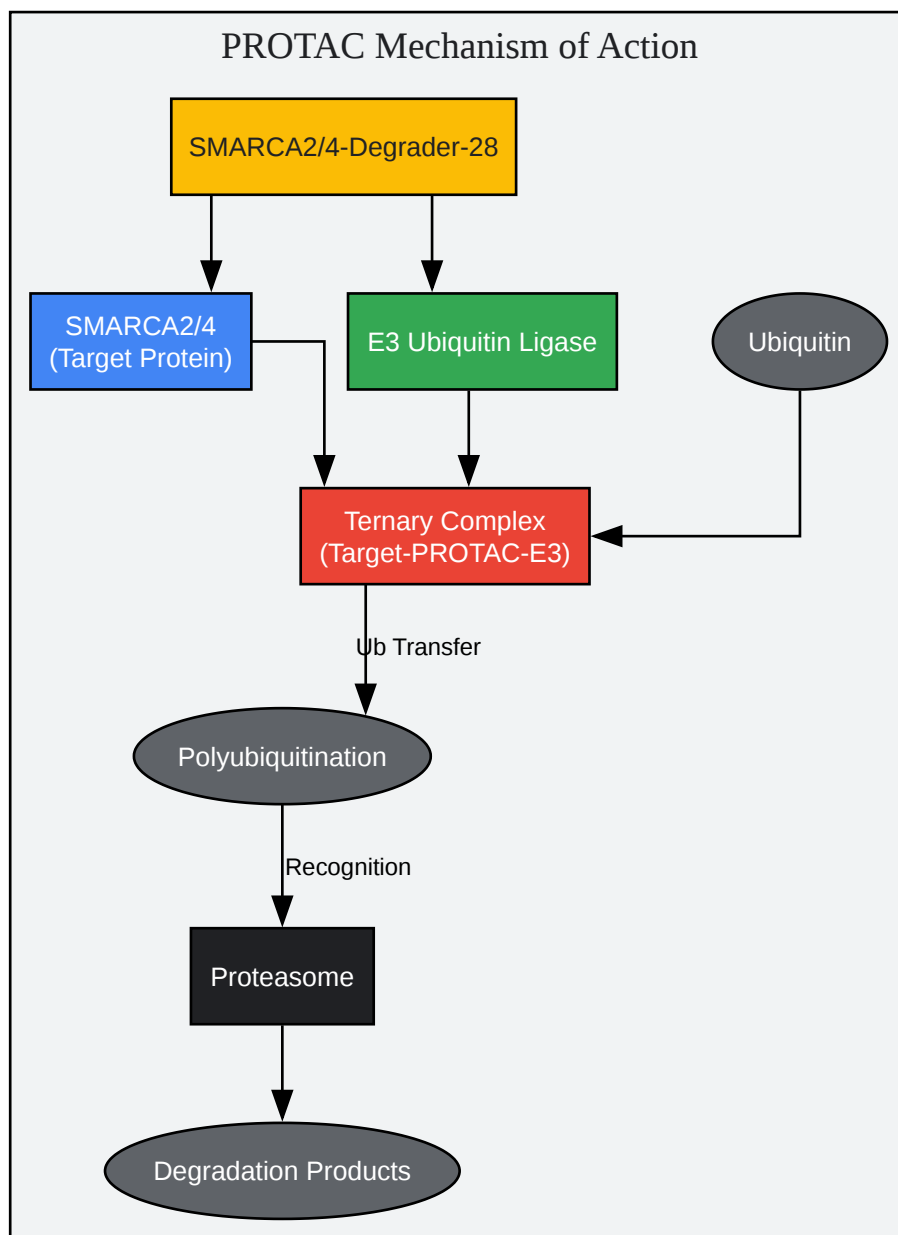 PROTAC Mechanism of Action
SMARCA2/4-Degrader-28
SMARCA2/4
(Target Protein)
E3 Ubiquitin Ligase
Ubiquitin
Ternary Complex
(Target-PROTAC-E3)
Ub Transfer
Polyubiquitination
Recognition
Proteasome
Degradation Products